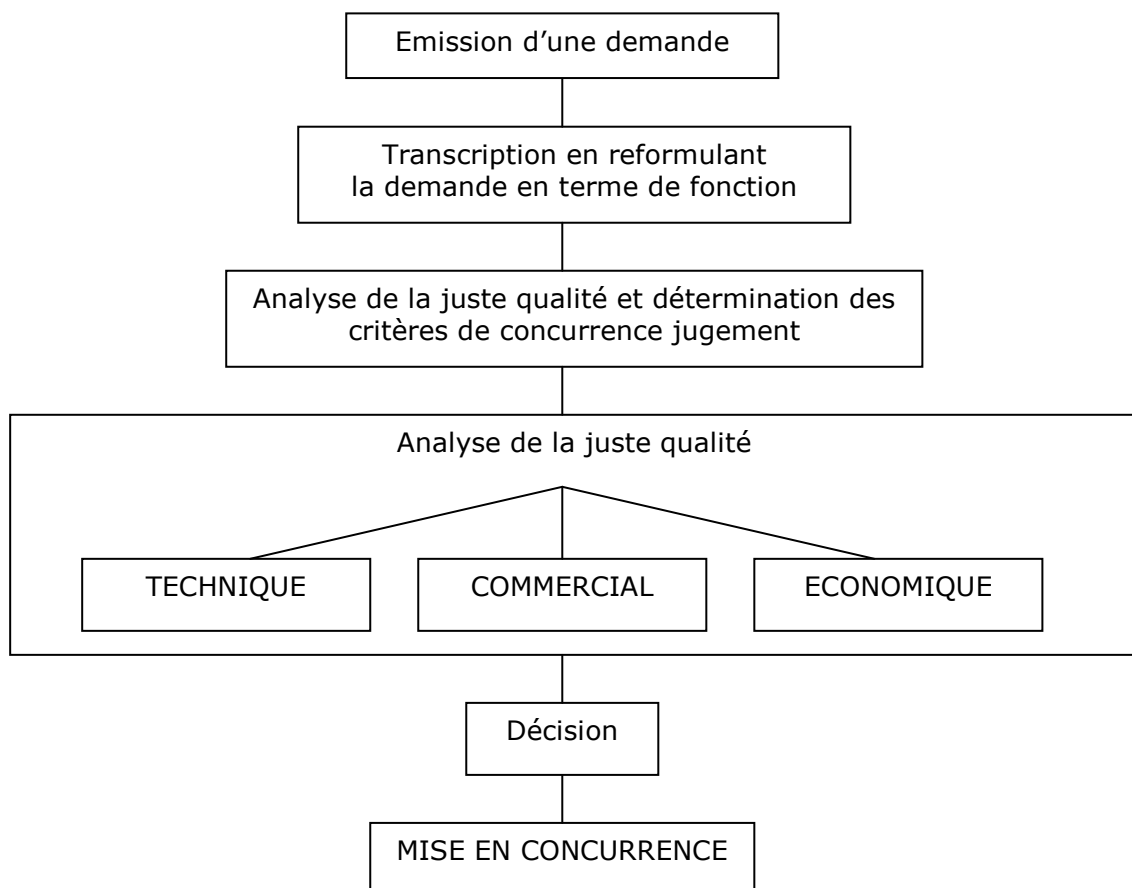 Emission d’une demande
Transcription en reformulant
la demande en terme de fonction
Analyse de la juste qualité et détermination des
critères de concurrence jugement
Analyse de la juste qualité
TECHNIQUE
COMMERCIAL
ECONOMIQUE
Décision
MISE EN CONCURRENCE